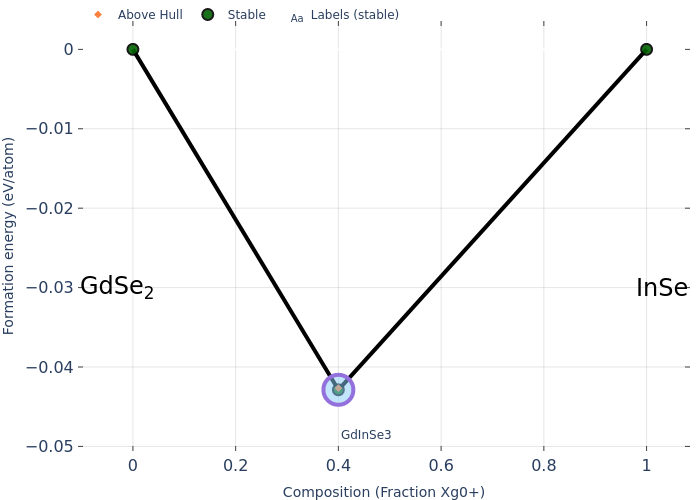 Above Hull
Stable
Aa Labels (stable)
0
−0.01
−0.02
−0.03
−0.04
−0.05
Formation energy (eV/atom)
GdSe₂
InSe
GdInSe3
0 0.2 0.4 0.6 0.8 1
Composition (Fraction Xg0+)